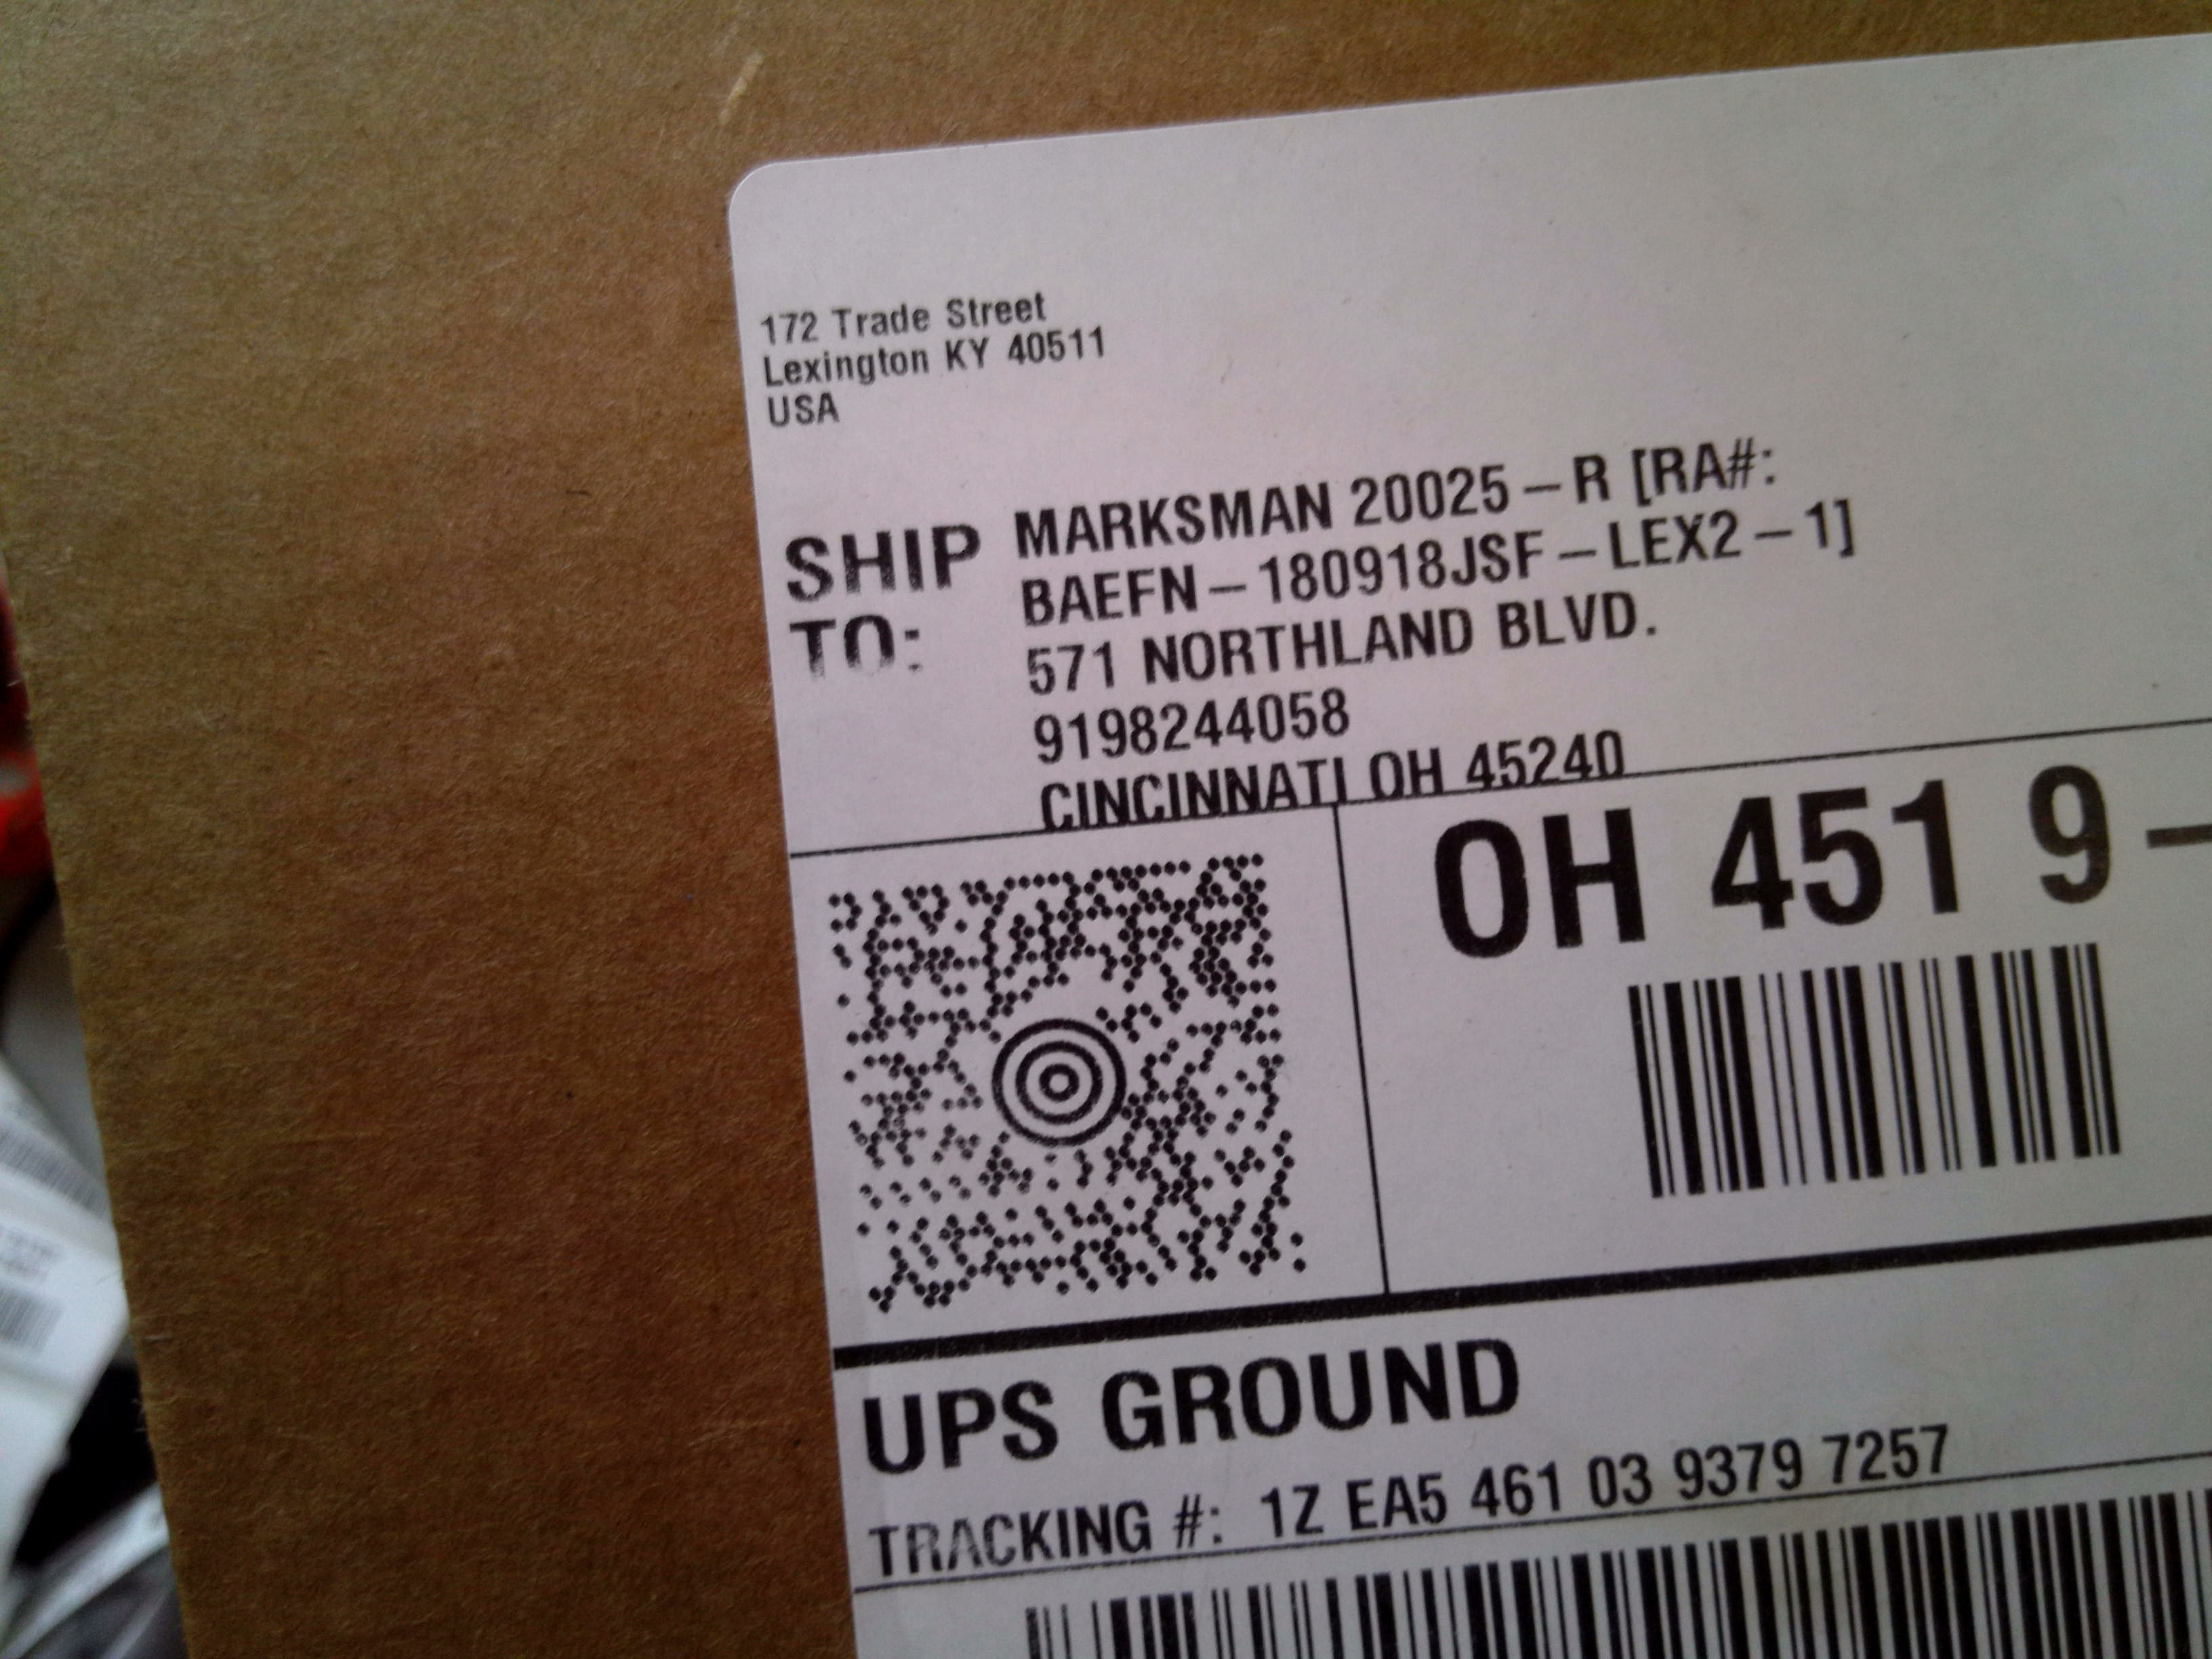 172 Trade Street
Lexington KY 40511
USA
SHIP TO:
MARKSMAN 20025-R [RA#:
BAEFN-180918JSF-LEX2-1]
571 NORTHLAND BLVD.
9198244058
CINCINNATI OH 45240
OH 451 9-
UPS GROUND
TRACKING #: 1Z EA5 461 03 9379 7257